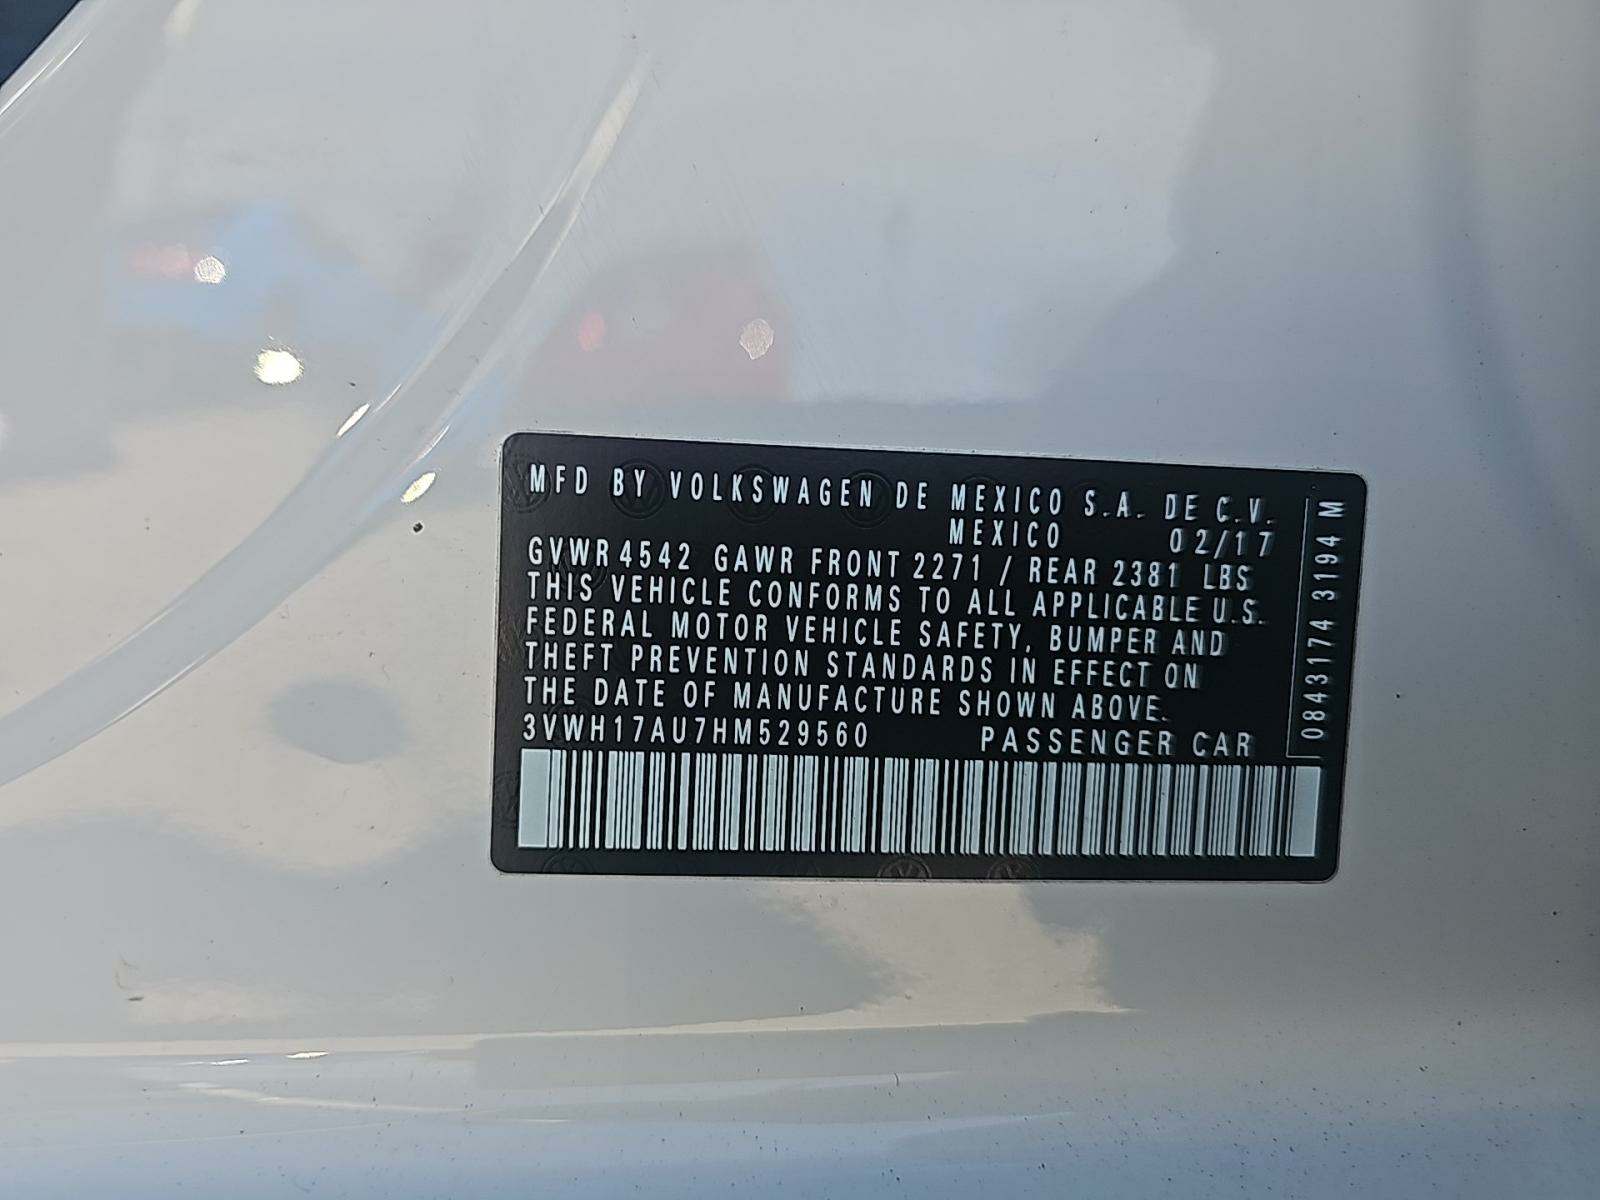 MFD BY VOLKSWAGEN DE MEXICO S.A. DE C.V.
MEXICO 02/17
GVWR 4542 GAWR FRONT 2271 / REAR 2381 LBS
THIS VEHICLE CONFORMS TO ALL APPLICABLE U.S.
FEDERAL MOTOR VEHICLE SAFETY, BUMPER AND
THEFT PREVENTION STANDARDS IN EFFECT ON
THE DATE OF MANUFACTURE SHOWN ABOVE.
3VWH17AU7HM529560 PASSENGER CAR
0843174 3194 M